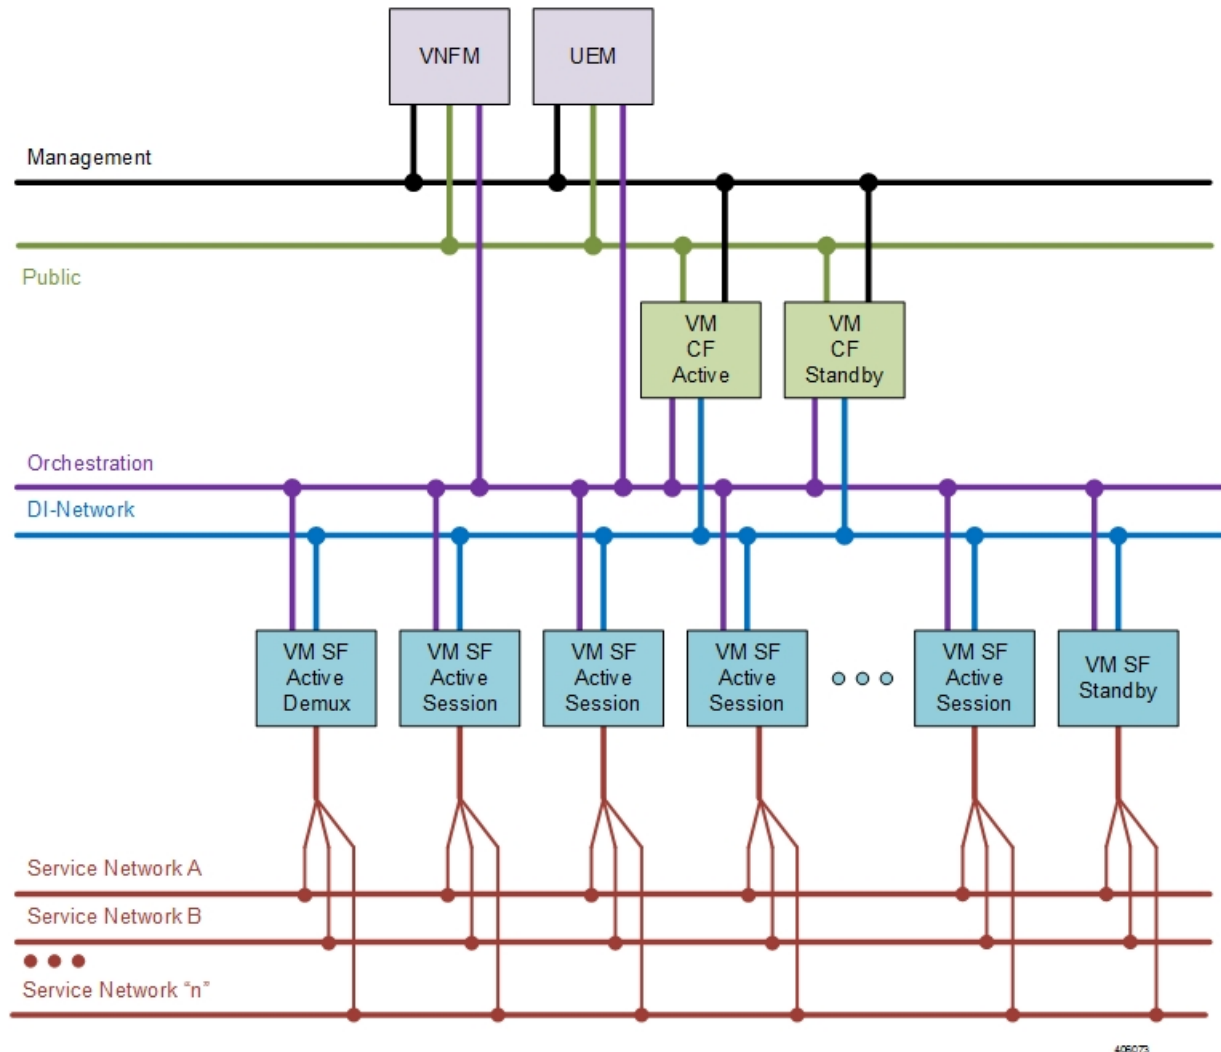 VNFM
UEM
Management
Public
VM
CF
Active
VM
CF
Standby
Orchestration
DI-Network
VM SF
Active
Demux
VM SF
Active
Session
VM SF
Active
Session
VM SF
Active
Session
VM SF
Active
Session
VM SF
Standby
Service Network A
Service Network B
Service Network “n”